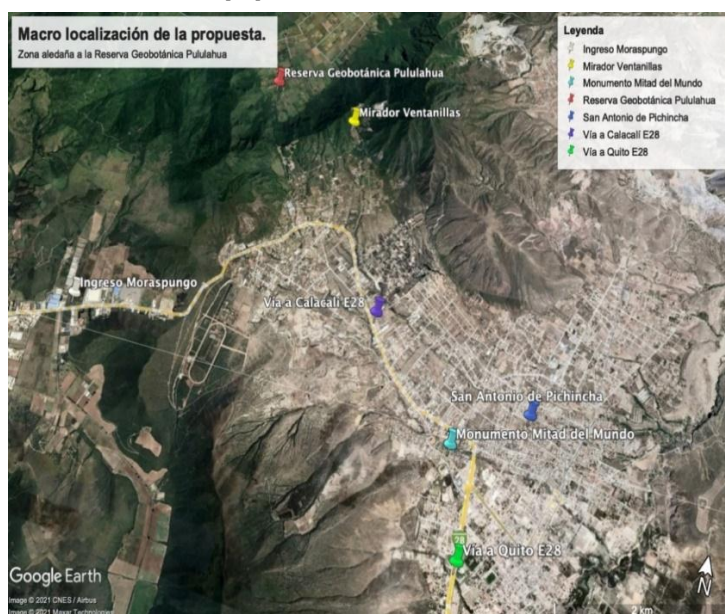 Macro localización de la propuesta.
Zona aledaña a la Reserva Geobotánica Pululahua
Leyenda
Ingreso Moraspungo
Mirador Ventanillas
Monumento Mitad del Mundo
Reserva Geobotánica Pululahua
San Antonio de Pichincha
Vía a Calacalí E28
Vía a Quito E28
Reserva Geobotánica Pululahua
Mirador Ventanillas
Ingreso Moraspungo
Vía a Calacalí E28
San Antonio de Pichincha
Monumento Mitad del Mundo
28
Vía a Quito E28
Google Earth
Image © 2021 CNES / Airbus
Image © 2021 Maxar Technologies
N
2 km